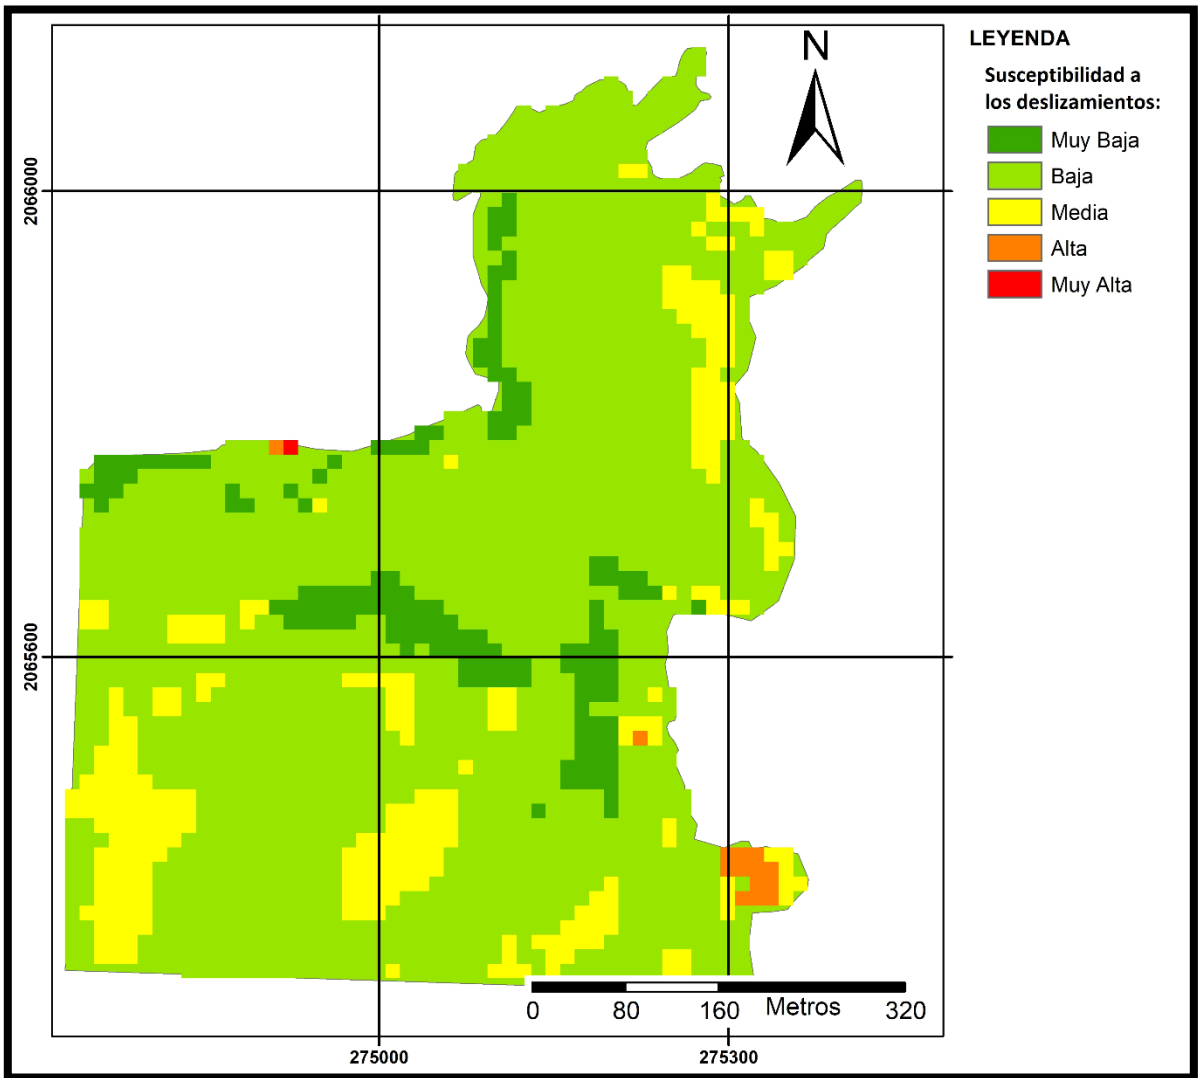 N
LEYENDA
Susceptibilidad a
los deslizamientos:
Muy Baja
Baja
Media
Alta
Muy Alta
2066000
2065600
0 80 160 Metros 320
275000 275300